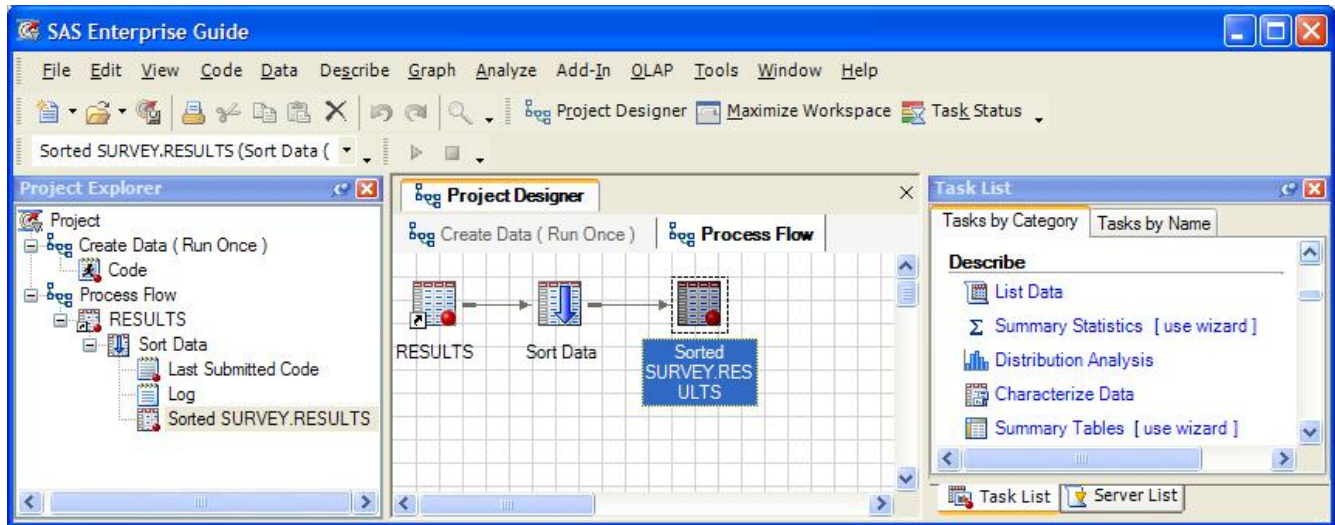 SAS Enterprise Guide
File Edit View Code Data Describe Graph Analyze Add-In OLAP Tools Window Help
Project Designer Maximize Workspace Task Status
Sorted SURVEY.RESULTS (Sort Data (
Project Explorer
Project
Create Data ( Run Once )
Code
Process Flow
RESULTS
Sort Data
Last Submitted Code
Log
Sorted SURVEY.RESULTS
Project Designer
Create Data ( Run Once ) Process Flow
RESULTS
Sort Data
Sorted
SURVEY.RES
ULTS
Task List
Tasks by Category Tasks by Name
Describe
List Data
Summary Statistics [ use wizard ]
Distribution Analysis
Characterize Data
Summary Tables [ use wizard ]
Task List Server List